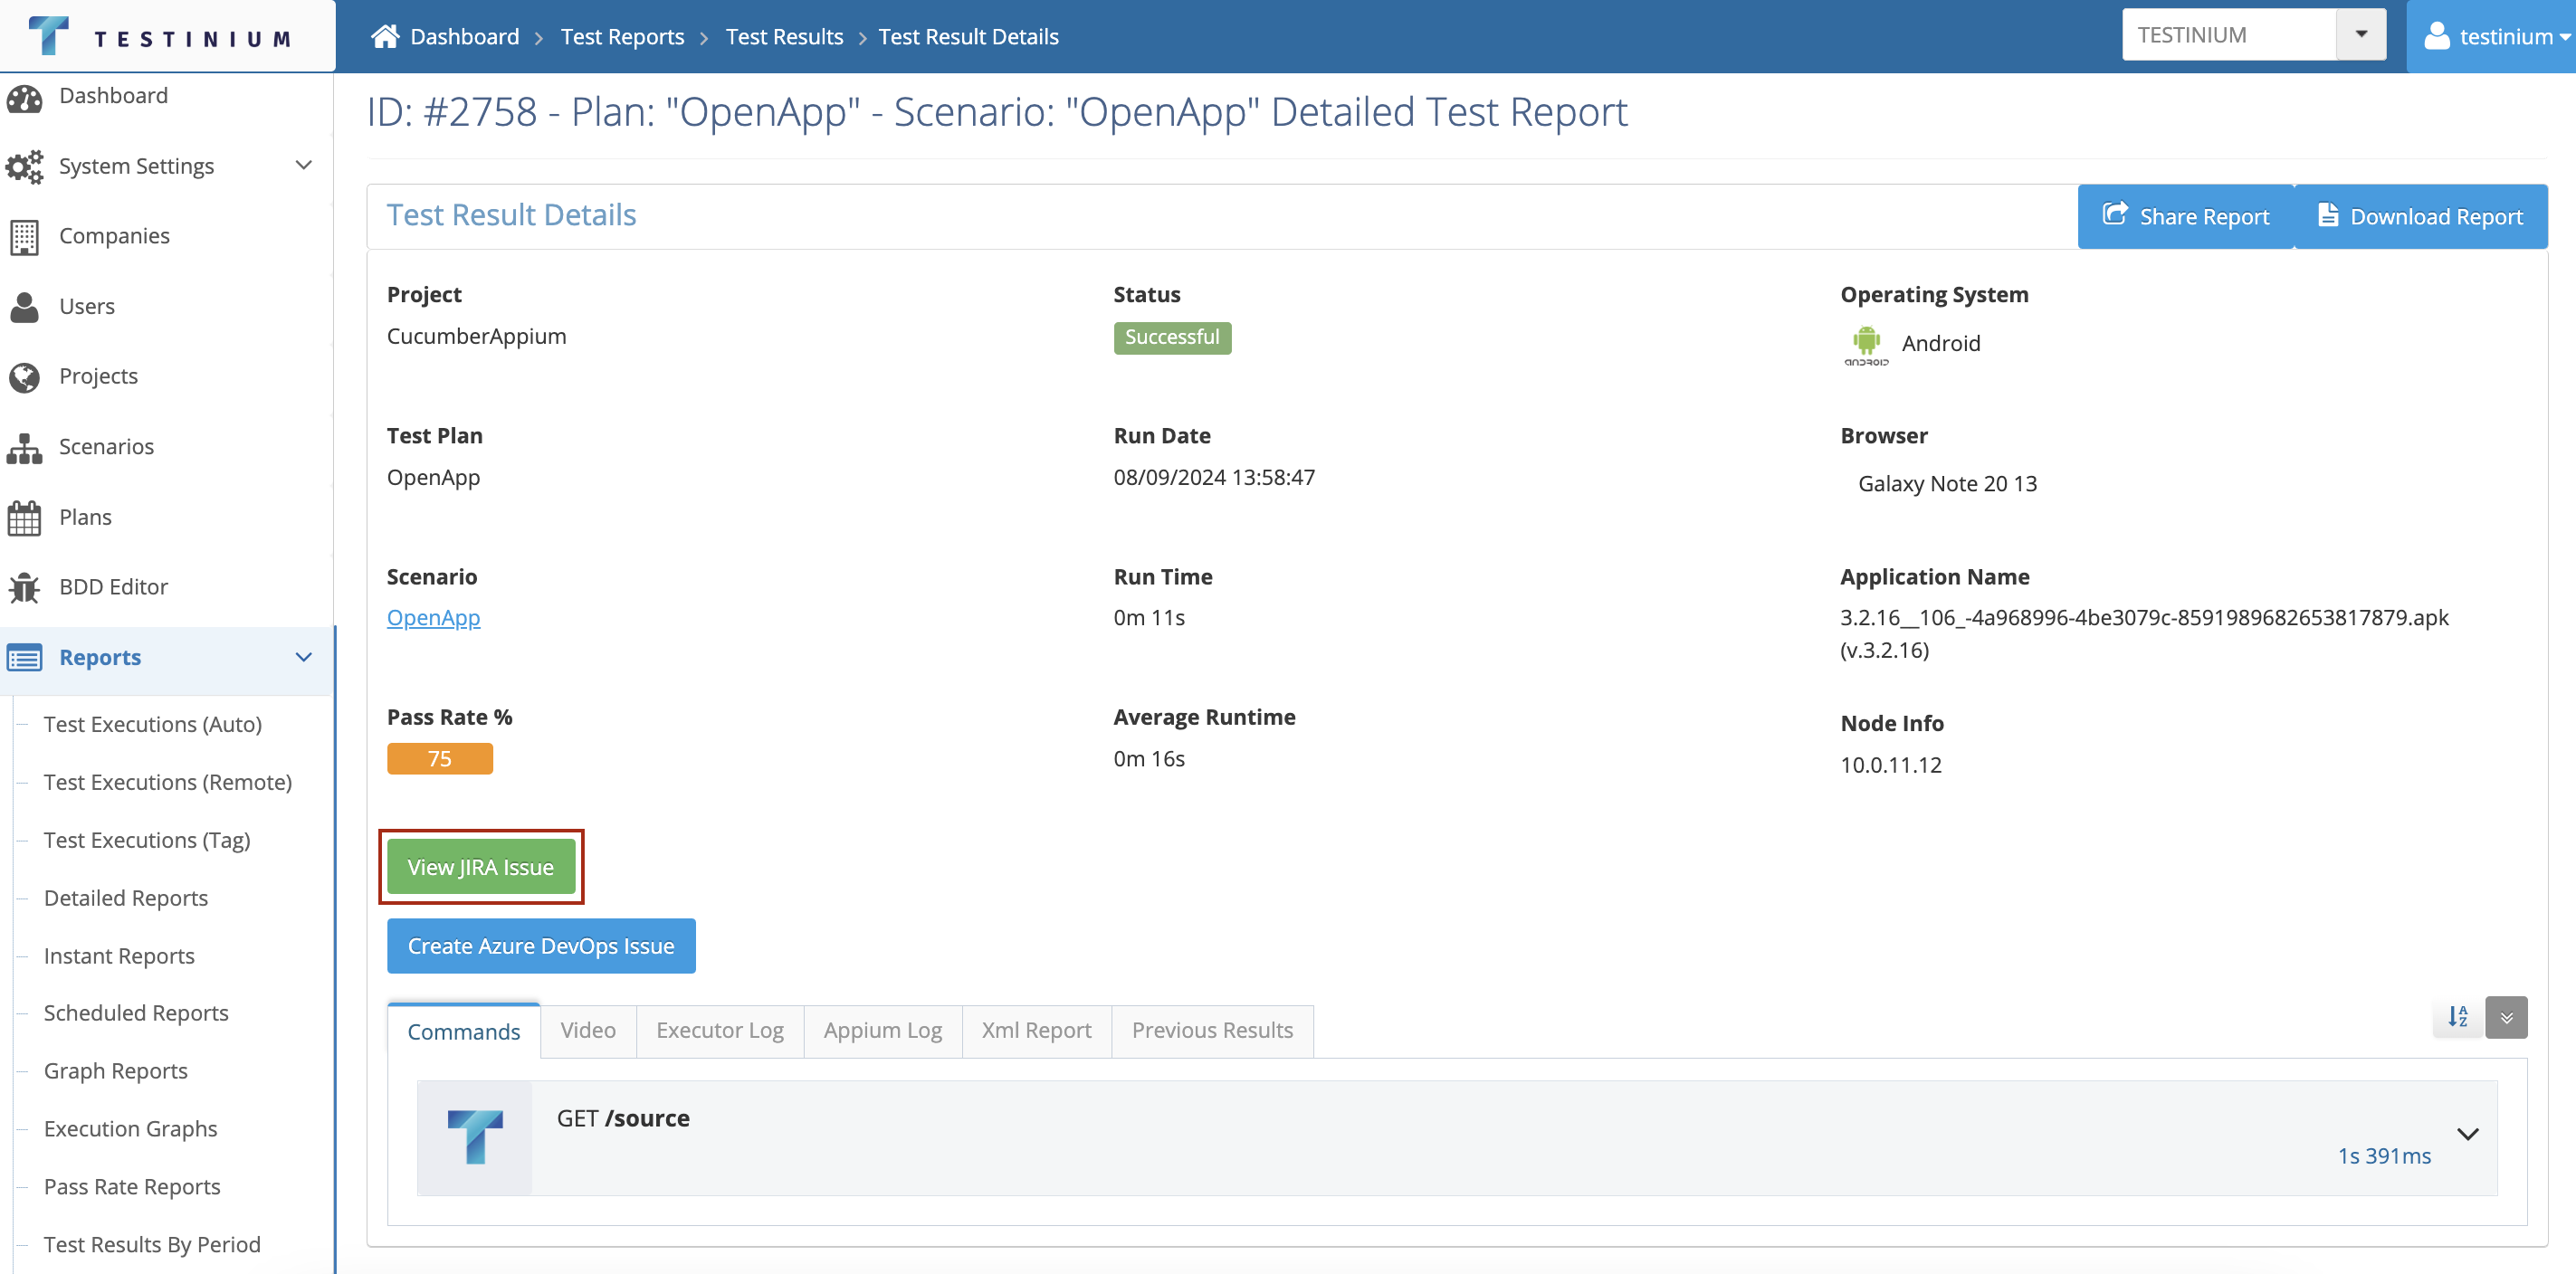 TESTINIUM
Dashboard
Test Reports
Test Results
Test Result Details
TESTINIUM
testinium
Dashboard
System Settings
Companies
Users
Projects
Scenarios
Plans
BDD Editor
Reports
Test Executions (Auto)
Test Executions (Remote)
Test Executions (Tag)
Detailed Reports
Instant Reports
Scheduled Reports
Graph Reports
Execution Graphs
Pass Rate Reports
Test Results By Period
ID: #2758 - Plan: "OpenApp" - Scenario: "OpenApp" Detailed Test Report
Test Result Details
Share Report
Download Report
Project
CucumberAppium
Status
Successful
Operating System
ANDROID
Android
Test Plan
OpenApp
Run Date
08/09/2024 13:58:47
Browser
Galaxy Note 20 13
Scenario
OpenApp
Run Time
0m 11s
Application Name
3.2.16__106_-4a968996-4be3079c-8591989682653817879.apk
(v.3.2.16)
Pass Rate %
75
Average Runtime
0m 16s
Node Info
10.0.11.12
View JIRA Issue
Create Azure DevOps Issue
Commands
Video
Executor Log
Appium Log
Xml Report
Previous Results
A
Z
GET /source
1s 391ms